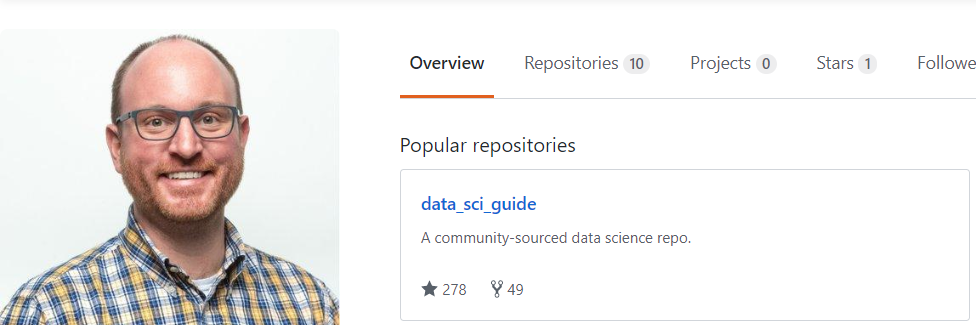 Overview Repositories 10 Projects 0 Stars 1 Followe
Popular repositories
data_sci_guide
A community-sourced data science repo.
278 49